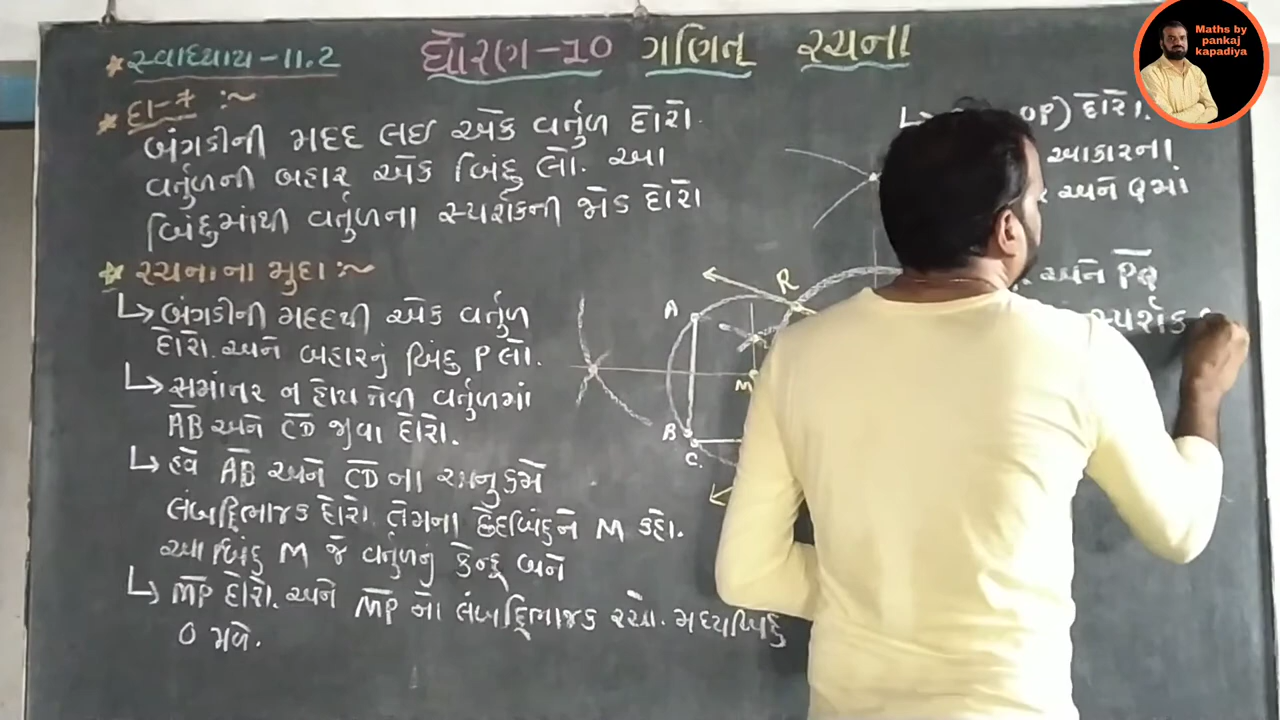 * સ્વાધ્યાય-11.2
ધોરણ-10 ગણિત રચના
* દા-7 :~
બંગડીની મદદ લઇ એક વર્તુળ દોરો.
વર્તુળની બહાર એક બિંદુ લો. આ
બિંદુમાંથી વર્તુળના સ્પર્શકની જોડ દોરો
* રચનાના મુદા :~
↳ બંગડીની મદદથી એક વર્તુળ
દોરો. અને બહારનું બિંદુ P લો.
↳ સમાંતર ન હોય તેવી વર્તુળમાં
AB અને CD જીવા દોરો.
↳ હવે AB અને CD ના અનુક્રમે
લંબદ્વિભાજક દોરો. તેમના છેદબિંદુને M કહો.
આ બિંદુ M જે વર્તુળનું કેન્દ્ર બને
↳ MP દોરો. અને MP નો લંબદ્વિભાજક રચો. મધ્યબિંદુ
O મળે.
A
R
M
B
C.
OP) દોરો.
આકારના
અને Q માં
અને PQ
સ્પર્શક
Maths by
pankaj
kapadiya